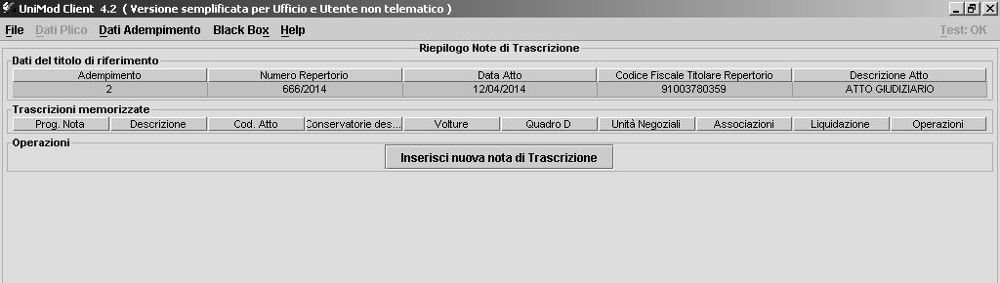 UniMod Client 4.2 ( Versione semplificata per Ufficio e Utente non telematico )
File Dati Plico Dati Adempimento Black Box Help Test: OK
Riepilogo Note di Trascrizione
Dati del titolo di riferimento
Adempimento Numero Repertorio Data Atto Codice Fiscale Titolare Repertorio Descrizione Atto
2 666/2014 12/04/2014 91003780359 ATTO GIUDIZIARIO
Trascrizioni memorizzate
Prog. Nota Descrizione Cod. Atto Conservatorie des... Volture Quadro D Unità Negoziali Associazioni Liquidazione Operazioni
Operazioni
Inserisci nuova nota di Trascrizione